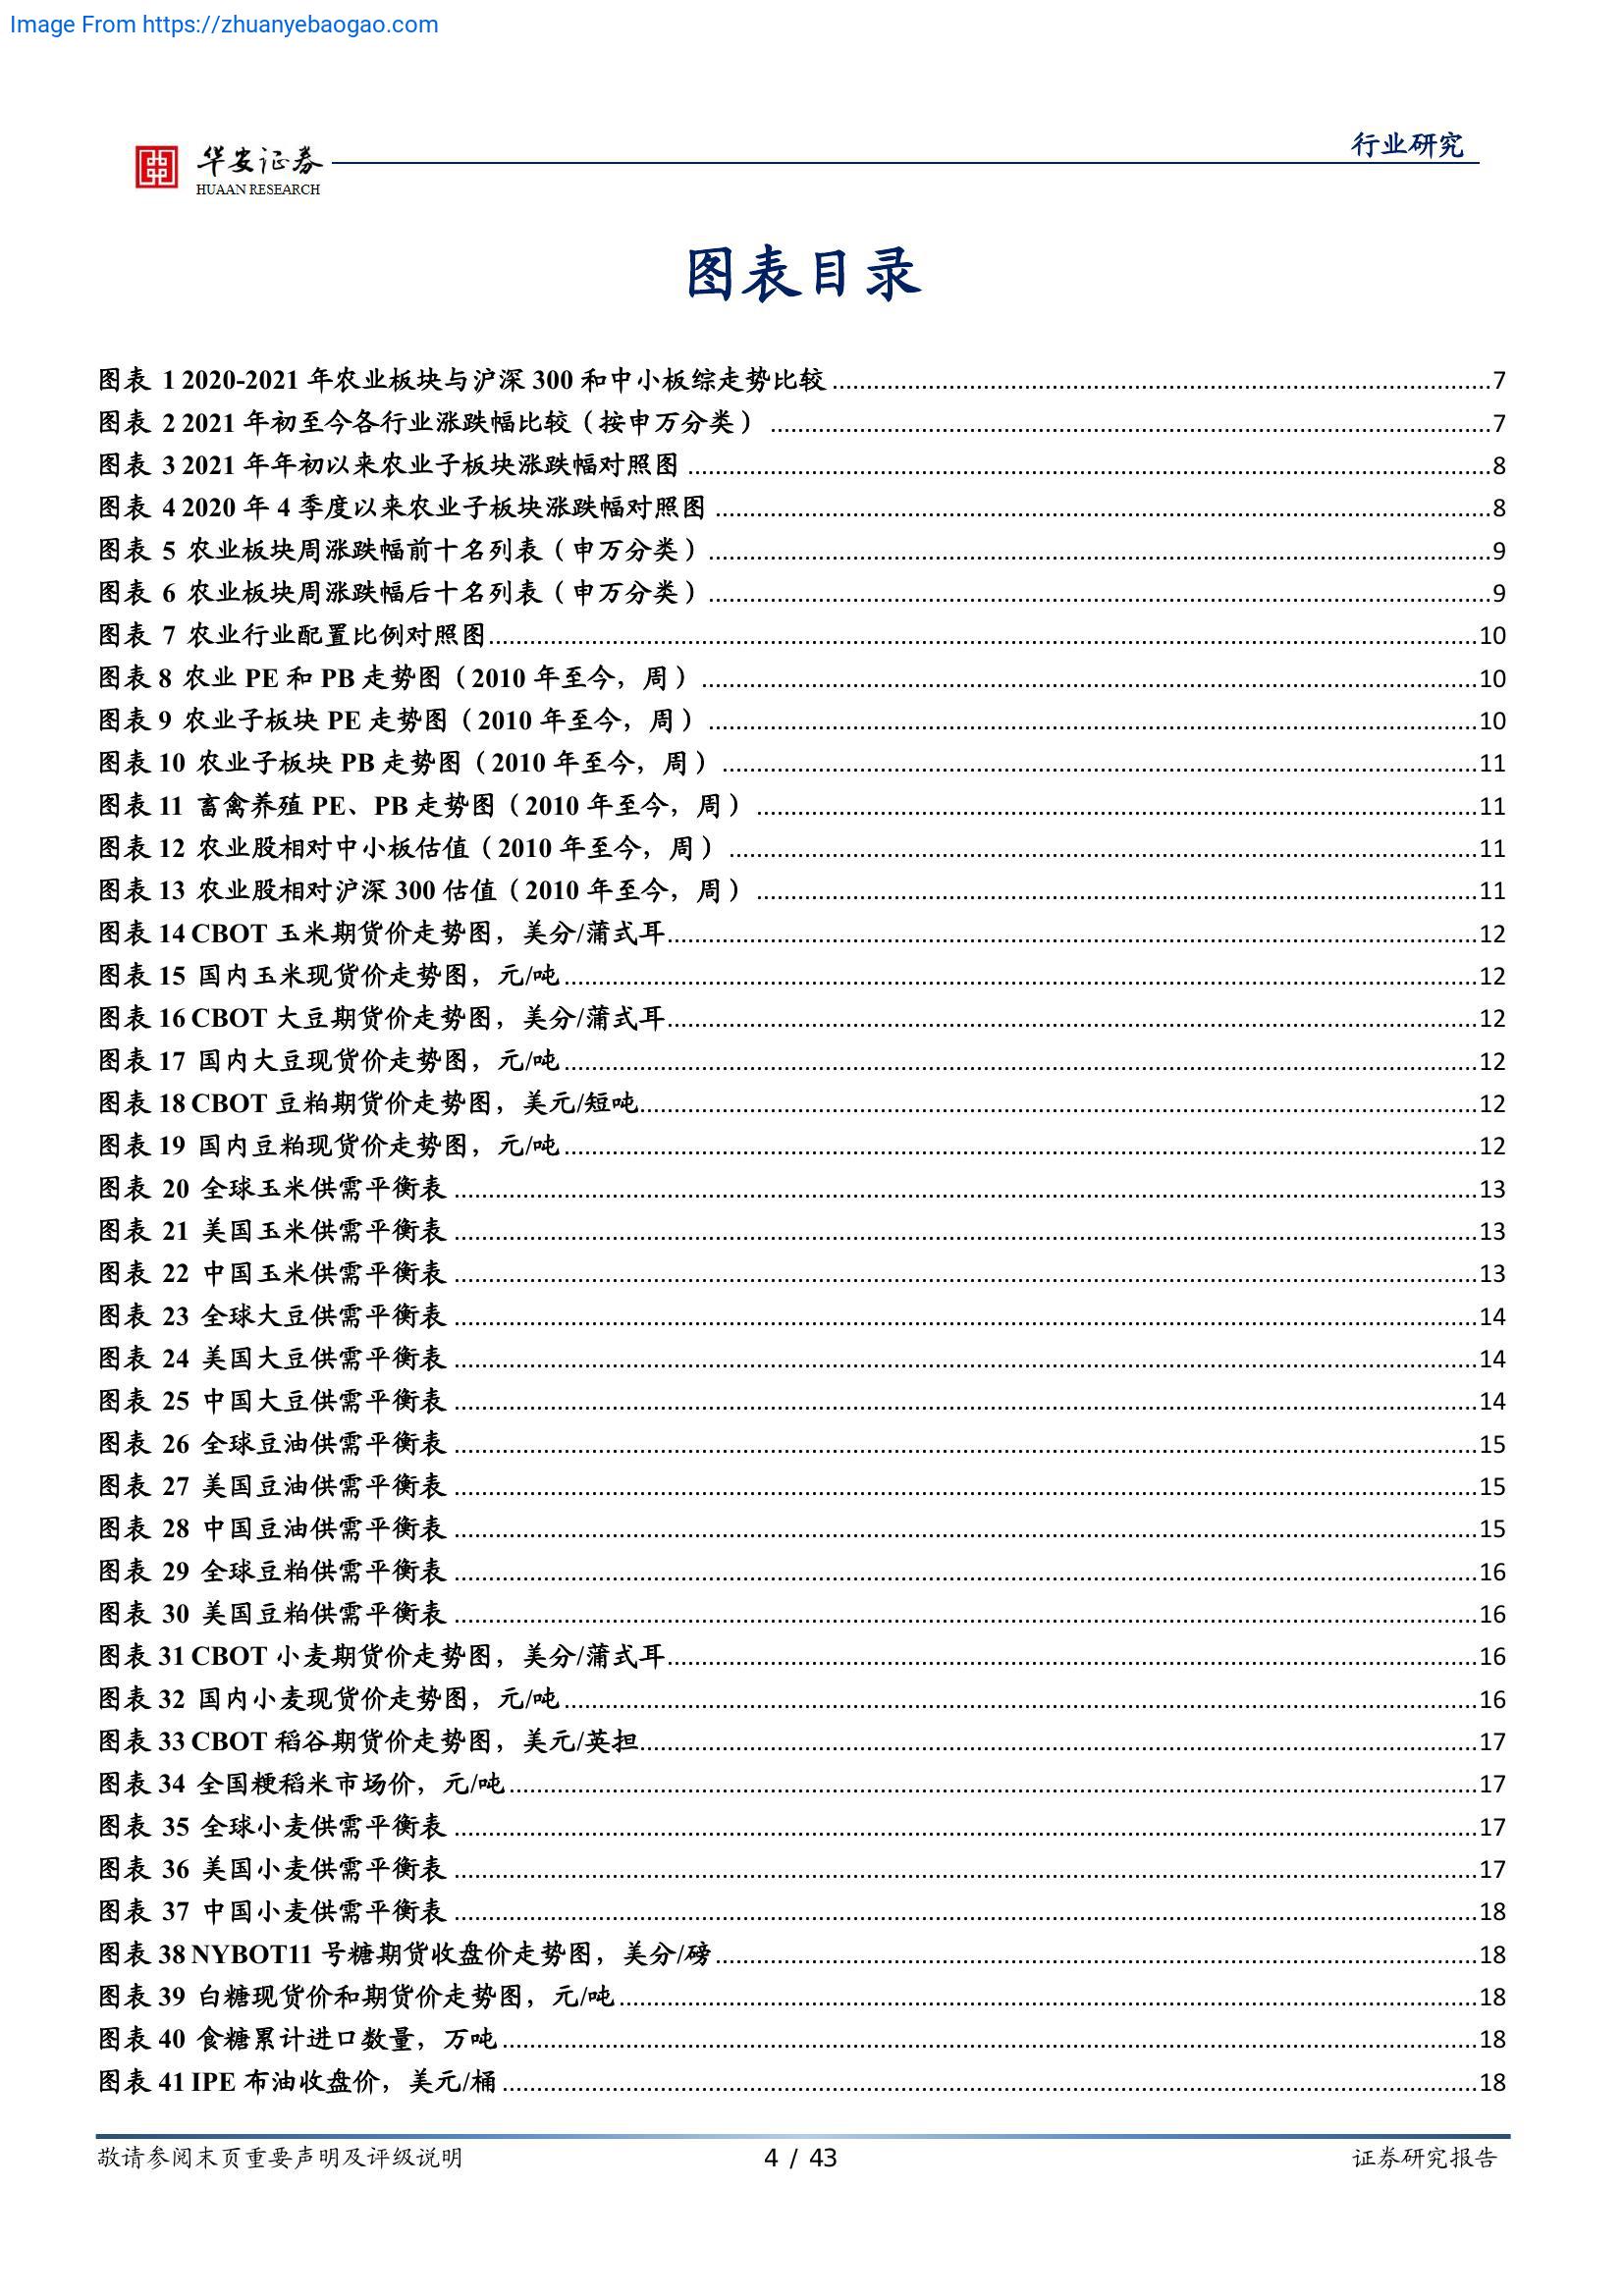 Image From https://zhuanyebaogao.com
行业研究
华安证券
HUAAN RESEARCH
图表目录
图表 1 2020-2021 年农业板块与沪深 300 和中小板综走势比较 7
图表 2 2021 年初至今各行业涨跌幅比较（按申万分类） 7
图表 3 2021 年年初以来农业子板块涨跌幅对照图 8
图表 4 2020 年 4 季度以来农业子板块涨跌幅对照图 8
图表 5 农业板块周涨跌幅前十名列表（申万分类） 9
图表 6 农业板块周涨跌幅后十名列表（申万分类） 9
图表 7 农业行业配置比例对照图 10
图表 8 农业 PE 和 PB 走势图（2010 年至今，周） 10
图表 9 农业子板块 PE 走势图（2010 年至今，周） 10
图表 10 农业子板块 PB 走势图（2010 年至今，周） 11
图表 11 畜禽养殖 PE、PB 走势图（2010 年至今，周） 11
图表 12 农业股相对中小板估值（2010 年至今，周） 11
图表 13 农业股相对沪深 300 估值（2010 年至今，周） 11
图表 14 CBOT 玉米期货价走势图，美分/蒲式耳 12
图表 15 国内玉米现货价走势图，元/吨 12
图表 16 CBOT 大豆期货价走势图，美分/蒲式耳 12
图表 17 国内大豆现货价走势图，元/吨 12
图表 18 CBOT 豆粕期货价走势图，美元/短吨 12
图表 19 国内豆粕现货价走势图，元/吨 12
图表 20 全球玉米供需平衡表 13
图表 21 美国玉米供需平衡表 13
图表 22 中国玉米供需平衡表 13
图表 23 全球大豆供需平衡表 14
图表 24 美国大豆供需平衡表 14
图表 25 中国大豆供需平衡表 14
图表 26 全球豆油供需平衡表 15
图表 27 美国豆油供需平衡表 15
图表 28 中国豆油供需平衡表 15
图表 29 全球豆粕供需平衡表 16
图表 30 美国豆粕供需平衡表 16
图表 31 CBOT 小麦期货价走势图，美分/蒲式耳 16
图表 32 国内小麦现货价走势图，元/吨 16
图表 33 CBOT 稻谷期货价走势图，美元/英担 17
图表 34 全国粳稻米市场价，元/吨 17
图表 35 全球小麦供需平衡表 17
图表 36 美国小麦供需平衡表 17
图表 37 中国小麦供需平衡表 18
图表 38 NYBOT11 号糖期货收盘价走势图，美分/磅 18
图表 39 白糖现货价和期货价走势图，元/吨 18
图表 40 食糖累计进口数量，万吨 18
图表 41 IPE 布油收盘价，美元/桶 18
敬请参阅末页重要声明及评级说明 4 / 43 证券研究报告